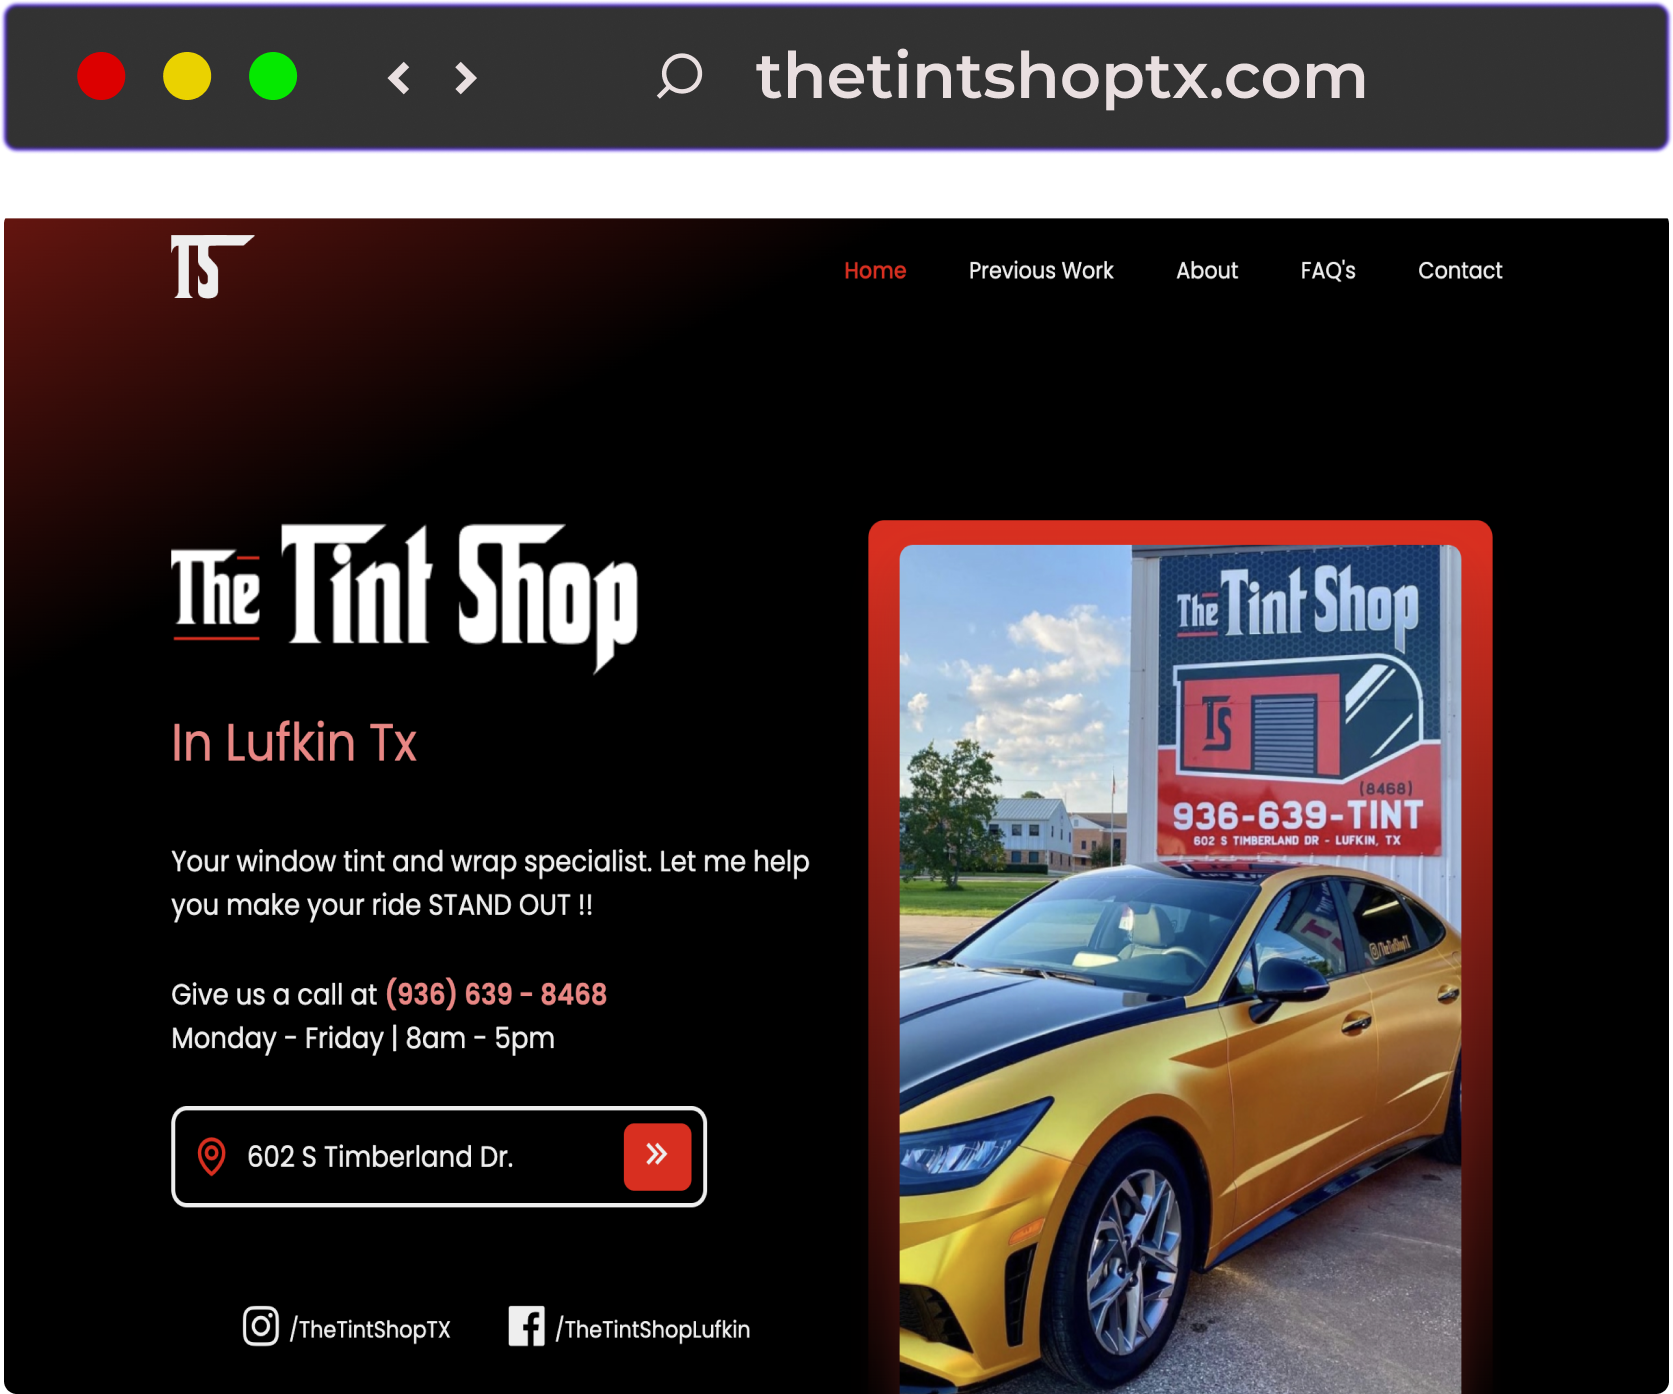 thetintshoptx.com
TS
Home Previous Work About FAQ's Contact
The Tint Shop
In Lufkin Tx
Your window tint and wrap specialist. Let me help
you make your ride STAND OUT !!
Give us a call at (936) 639 - 8468
Monday - Friday | 8am - 5pm
602 S Timberland Dr.
/TheTintShopTX /TheTintShopLufkin
The Tint Shop
TS
(8468)
936-639-TINT
602 S TIMBERLAND DR - LUFKIN, TX
/TheTintShopTX